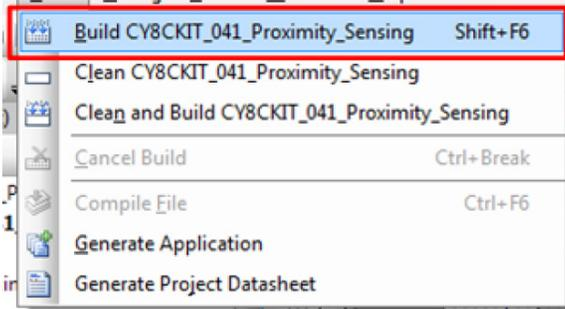 Build CY8CKIT_041_Proximity_Sensing Shift+F6
Clean CY8CKIT_041_Proximity_Sensing
Clean and Build CY8CKIT_041_Proximity_Sensing
Cancel Build Ctrl+Break
Compile File Ctrl+F6
Generate Application
Generate Project Datasheet